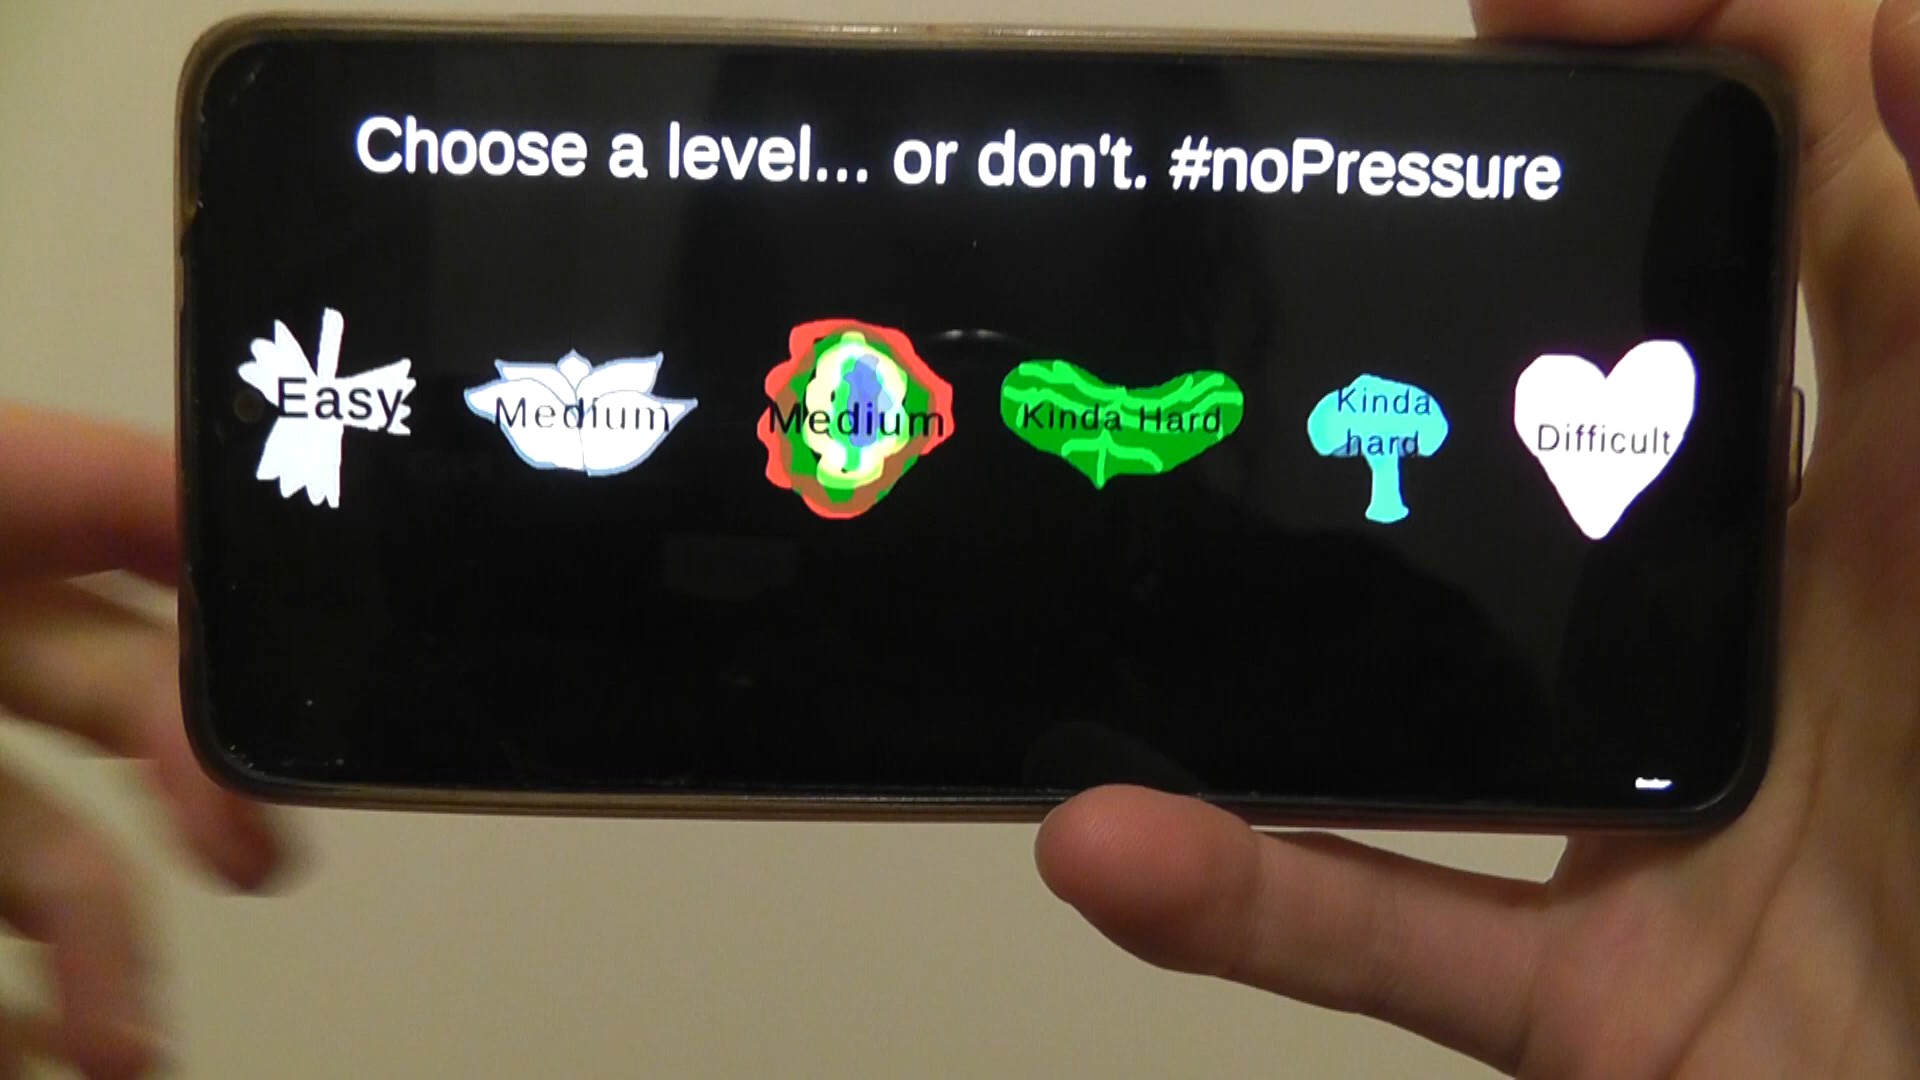 Choose a level... or don't. #noPressure
Easy
Medium
Medium
Kinda Hard
Kinda
hard
Difficult